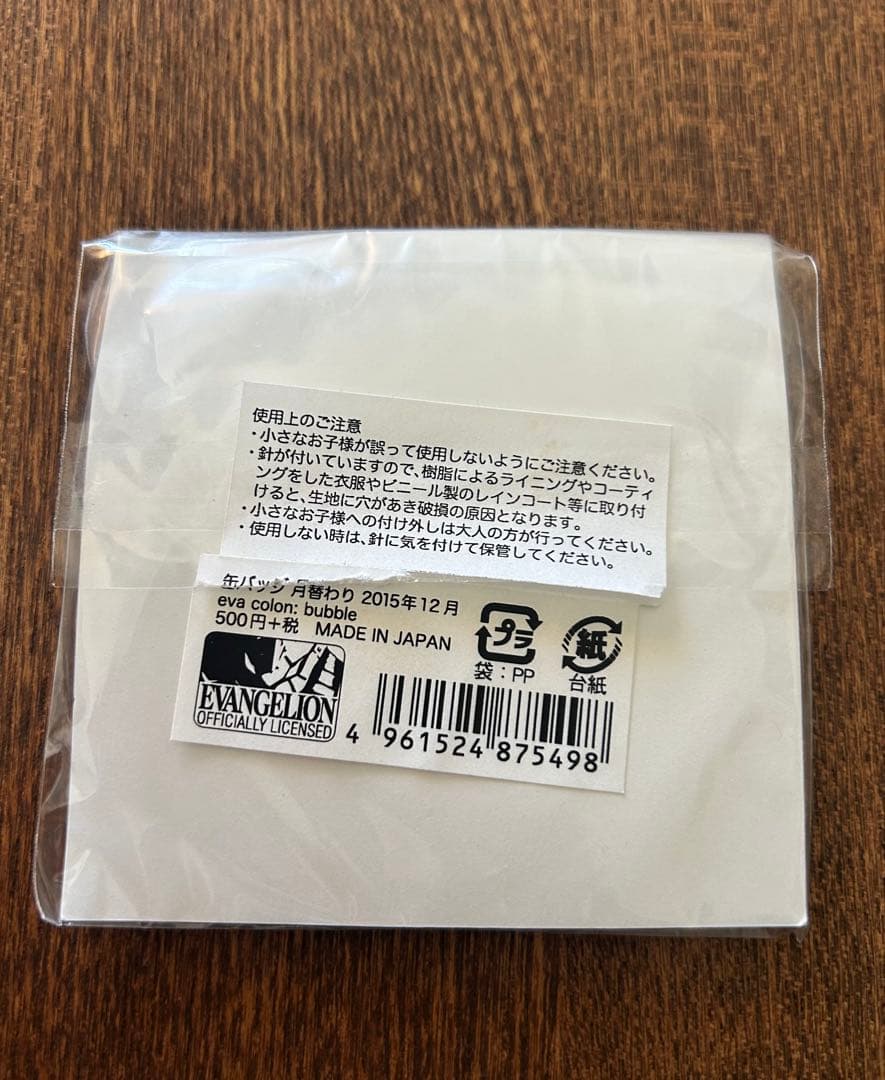 使用上のご注意
・小さなお子様が誤って使用しないようにご注意ください。
・針が付いていますので、樹脂によるライニングやコーティ
ングをした衣服やビニール製のレインコート等に取り付
けると、生地に穴があき破損の原因となります。
・小さなお子様への付け外しは大人の方が行ってください。
・使用しない時は、針に気を付けて保管してください。
缶バッジ 月替わり 2015年12月
eva colon: bubble
500円+税 MADE IN JAPAN
プラ
袋：PP
紙
台紙
EVANGELION
OFFICIALLY LICENSED
4 961524 875498